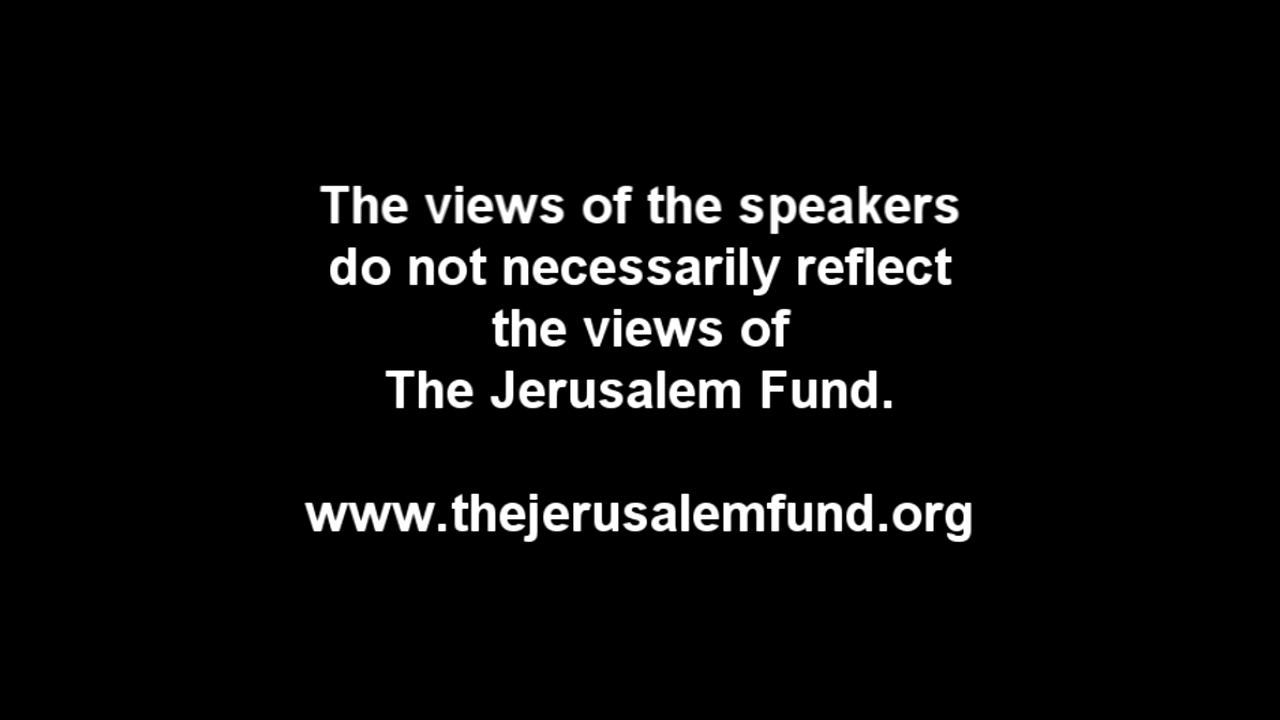 The views of the speakers
do not necessarily reflect
the views of
The Jerusalem Fund.
www.thejerusalemfund.org